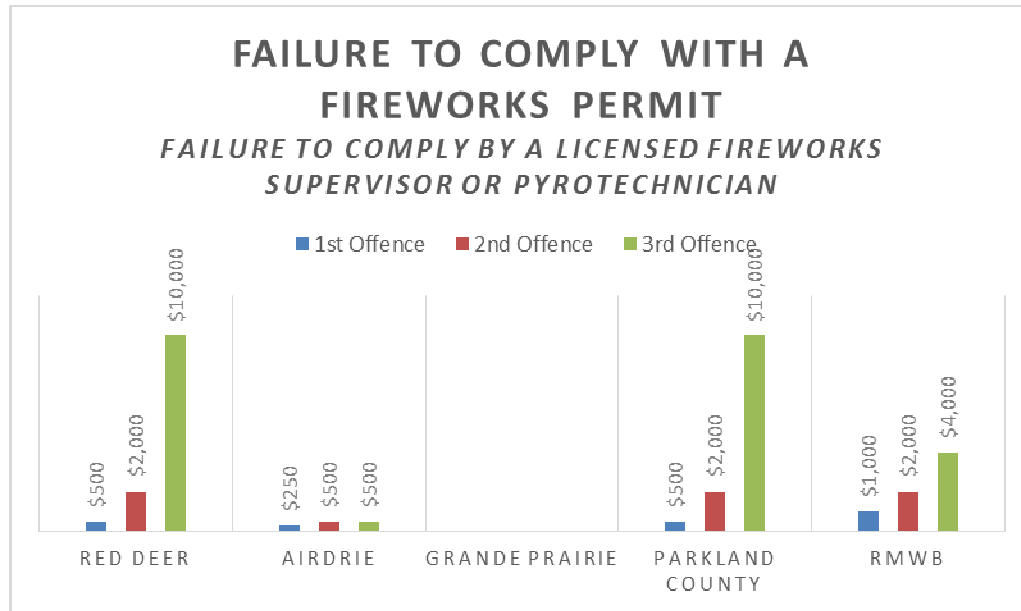 FAILURE TO COMPLY WITH A
FIREWORKS PERMIT
FAILURE TO COMPLY BY A LICENSED FIREWORKS
SUPERVISOR OR PYROTECHNICIAN
1st Offence 2nd Offence 3rd Offence
$500 $2,000 $10,000
$250 $500 $500
$500 $2,000 $10,000
$1,000 $2,000 $4,000
RED DEER AIRDRIE GRANDE PRAIRIE PARKLAND RMWB
COUNTY